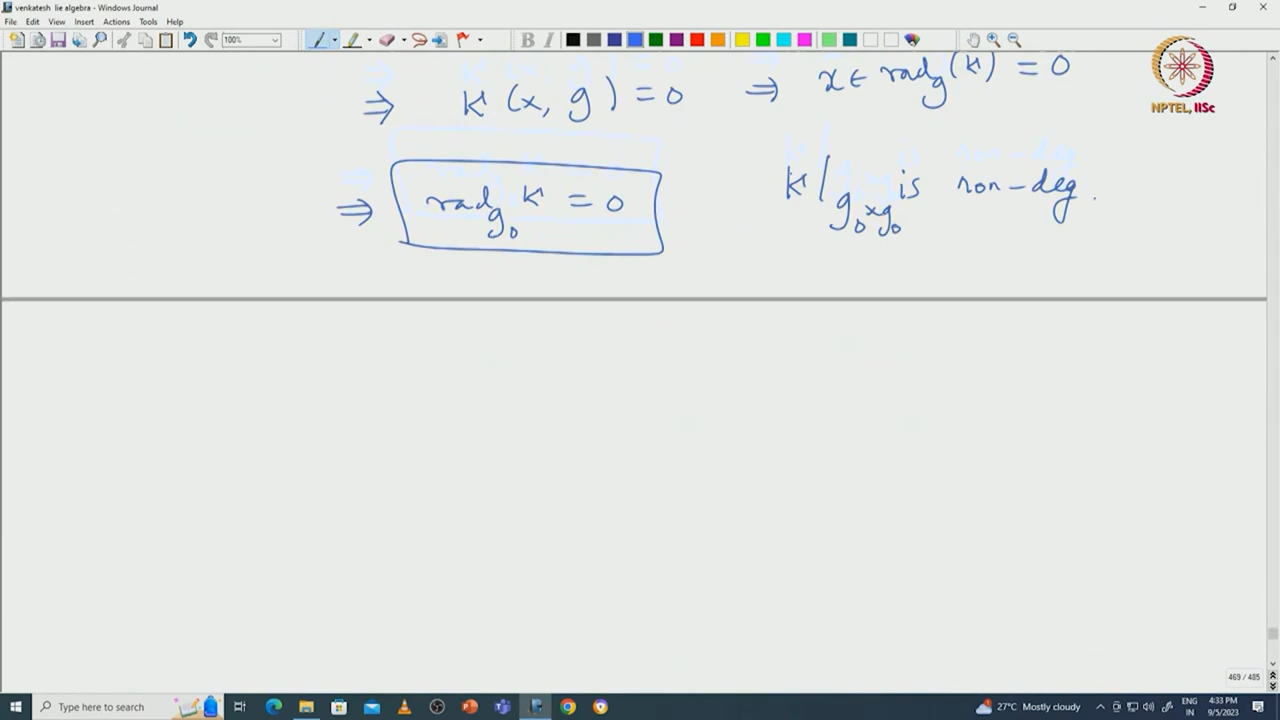 venkatesh lie algebra - Windows Journal
File Edit View Insert Actions Tools Help
100%
B I
NPTEL, IISc
⇒ κ (x, g) = 0 ⇒ x ∈ rad_g (κ) = 0
⇒ rad_{g_0} κ = 0 κ/_{g_0 × g_0} is non-deg.
469 / 485
Type here to search
27°C Mostly cloudy
ENG
IN
4:33 PM
9/5/2023